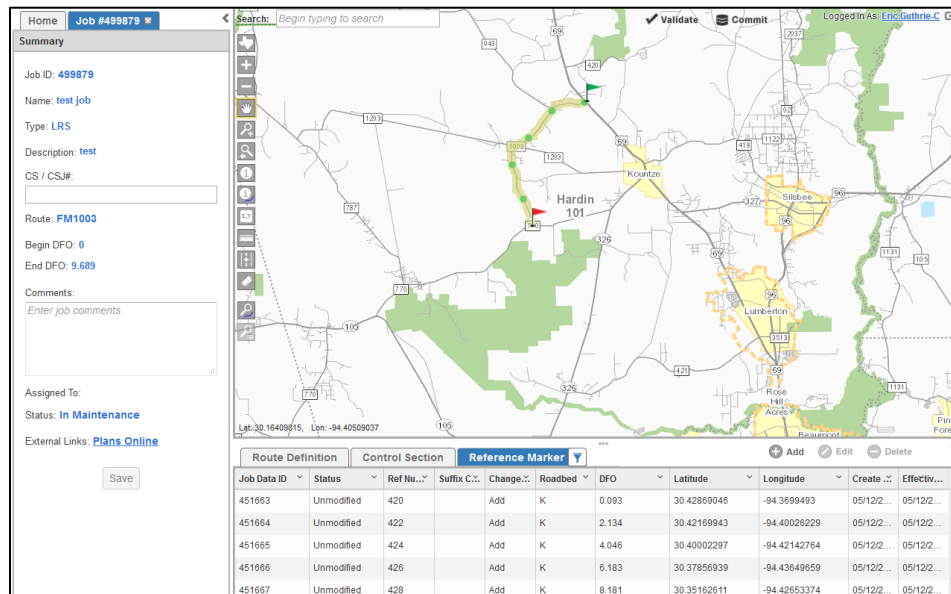 Home Job #499879
Summary
Job ID: 499879
Name: test job
Type: LRS
Description: test
CS / CSJ#:
Route: FM1003
Begin DFO: 0
End DFO: 9.689
Comments:
Enter job comments
Assigned To:
Status: In Maintenance
External Links: Plans Online
Save
Search: Begin typing to search
Validate Commit
Logged In As: Eric.Guthrie-C
2937
943
420
92
1293
69
1122
1003
418
1293
Kountze
Silsbee
96
Hardin
101
327
787
326
69
1131
105
770
96
Lumberton
105
3513
421
69
326
1131
770
Rose
Hill
Acres
105
Beaumont
Lat: 30.16409815, Lon: -94.40509037
Route Definition Control Section Reference Marker
Add Edit Delete
Job Data ID Status Ref Nu... Suffix C... Change... Roadbed DFO Latitude Longitude Create ... Effectiv...
451663 Unmodified 420 Add K 0.093 30.42869046 -94.3699493 05/12/2... 05/12/2...
451664 Unmodified 422 Add K 2.134 30.42169943 -94.40026229 05/12/2... 05/12/2...
451665 Unmodified 424 Add K 4.046 30.40002297 -94.42142764 05/12/2... 05/12/2...
451666 Unmodified 426 Add K 6.183 30.37856939 -94.43649659 05/12/2... 05/12/2...
451667 Unmodified 428 Add K 8.181 30.35162611 -94.42653374 05/12/2... 05/12/2...